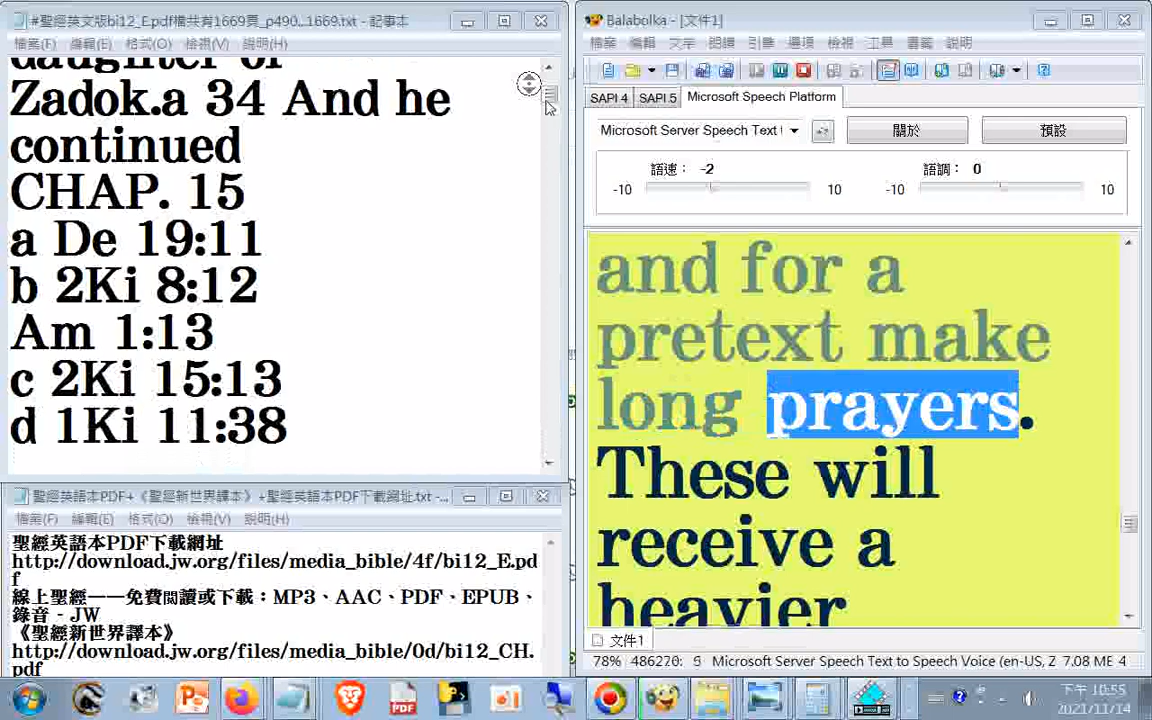 #聖經英文版bi12_E.pdf檔共有1669頁_p490...1669.txt - 記事本
檔案(F) 編輯(E) 格式(O) 檢視(V) 說明(H)
daughter of
Zadok.a 34 And he
continued
CHAP. 15
a De 19:11
b 2Ki 8:12
Am 1:13
c 2Ki 15:13
d 1Ki 11:38
聖經英語本PDF+《聖經新世界譯本》+聖經英語本PDF下載網址.txt - ...
檔案(F) 編輯(E) 格式(O) 檢視(V) 說明(H)
聖經英語本PDF下載網址
http://download.jw.org/files/media_bible/4f/bi12_E.pd
f
線上聖經——免費閱讀或下載：MP3、AAC、PDF、EPUB、
錄音 - JW
《聖經新世界譯本》
http://download.jw.org/files/media_bible/0d/bi12_CH.
pdf
Balabolka - [文件1]
檔案 編輯 文字 朗讀 引擎 選項 檢視 工具 書籤 說明
SAPI 4 SAPI 5 Microsoft Speech Platform
Microsoft Server Speech Text 關於 預設
語速： -2 語調： 0
-10 10 -10 10
and for a
pretext make
long prayers.
These will
receive a
heavier
文件1
78% Microsoft Server Speech Text to Speech Voice (en-US, Z
下午 10:55
2021/11/14